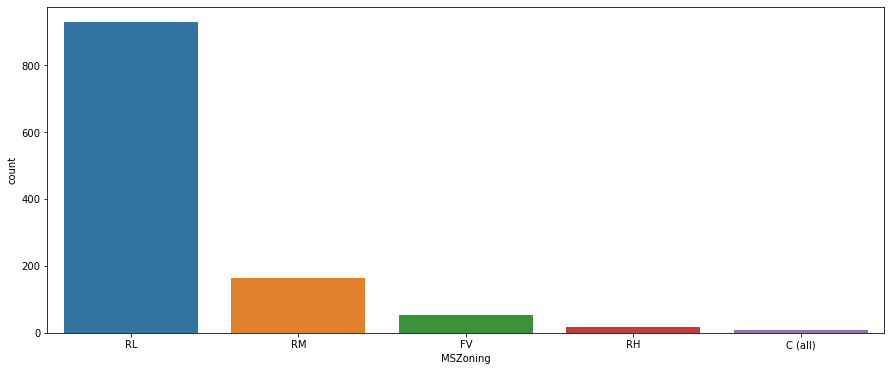 800
600
400
200
0
count
RL RM FV RH C (all)
MSZoning